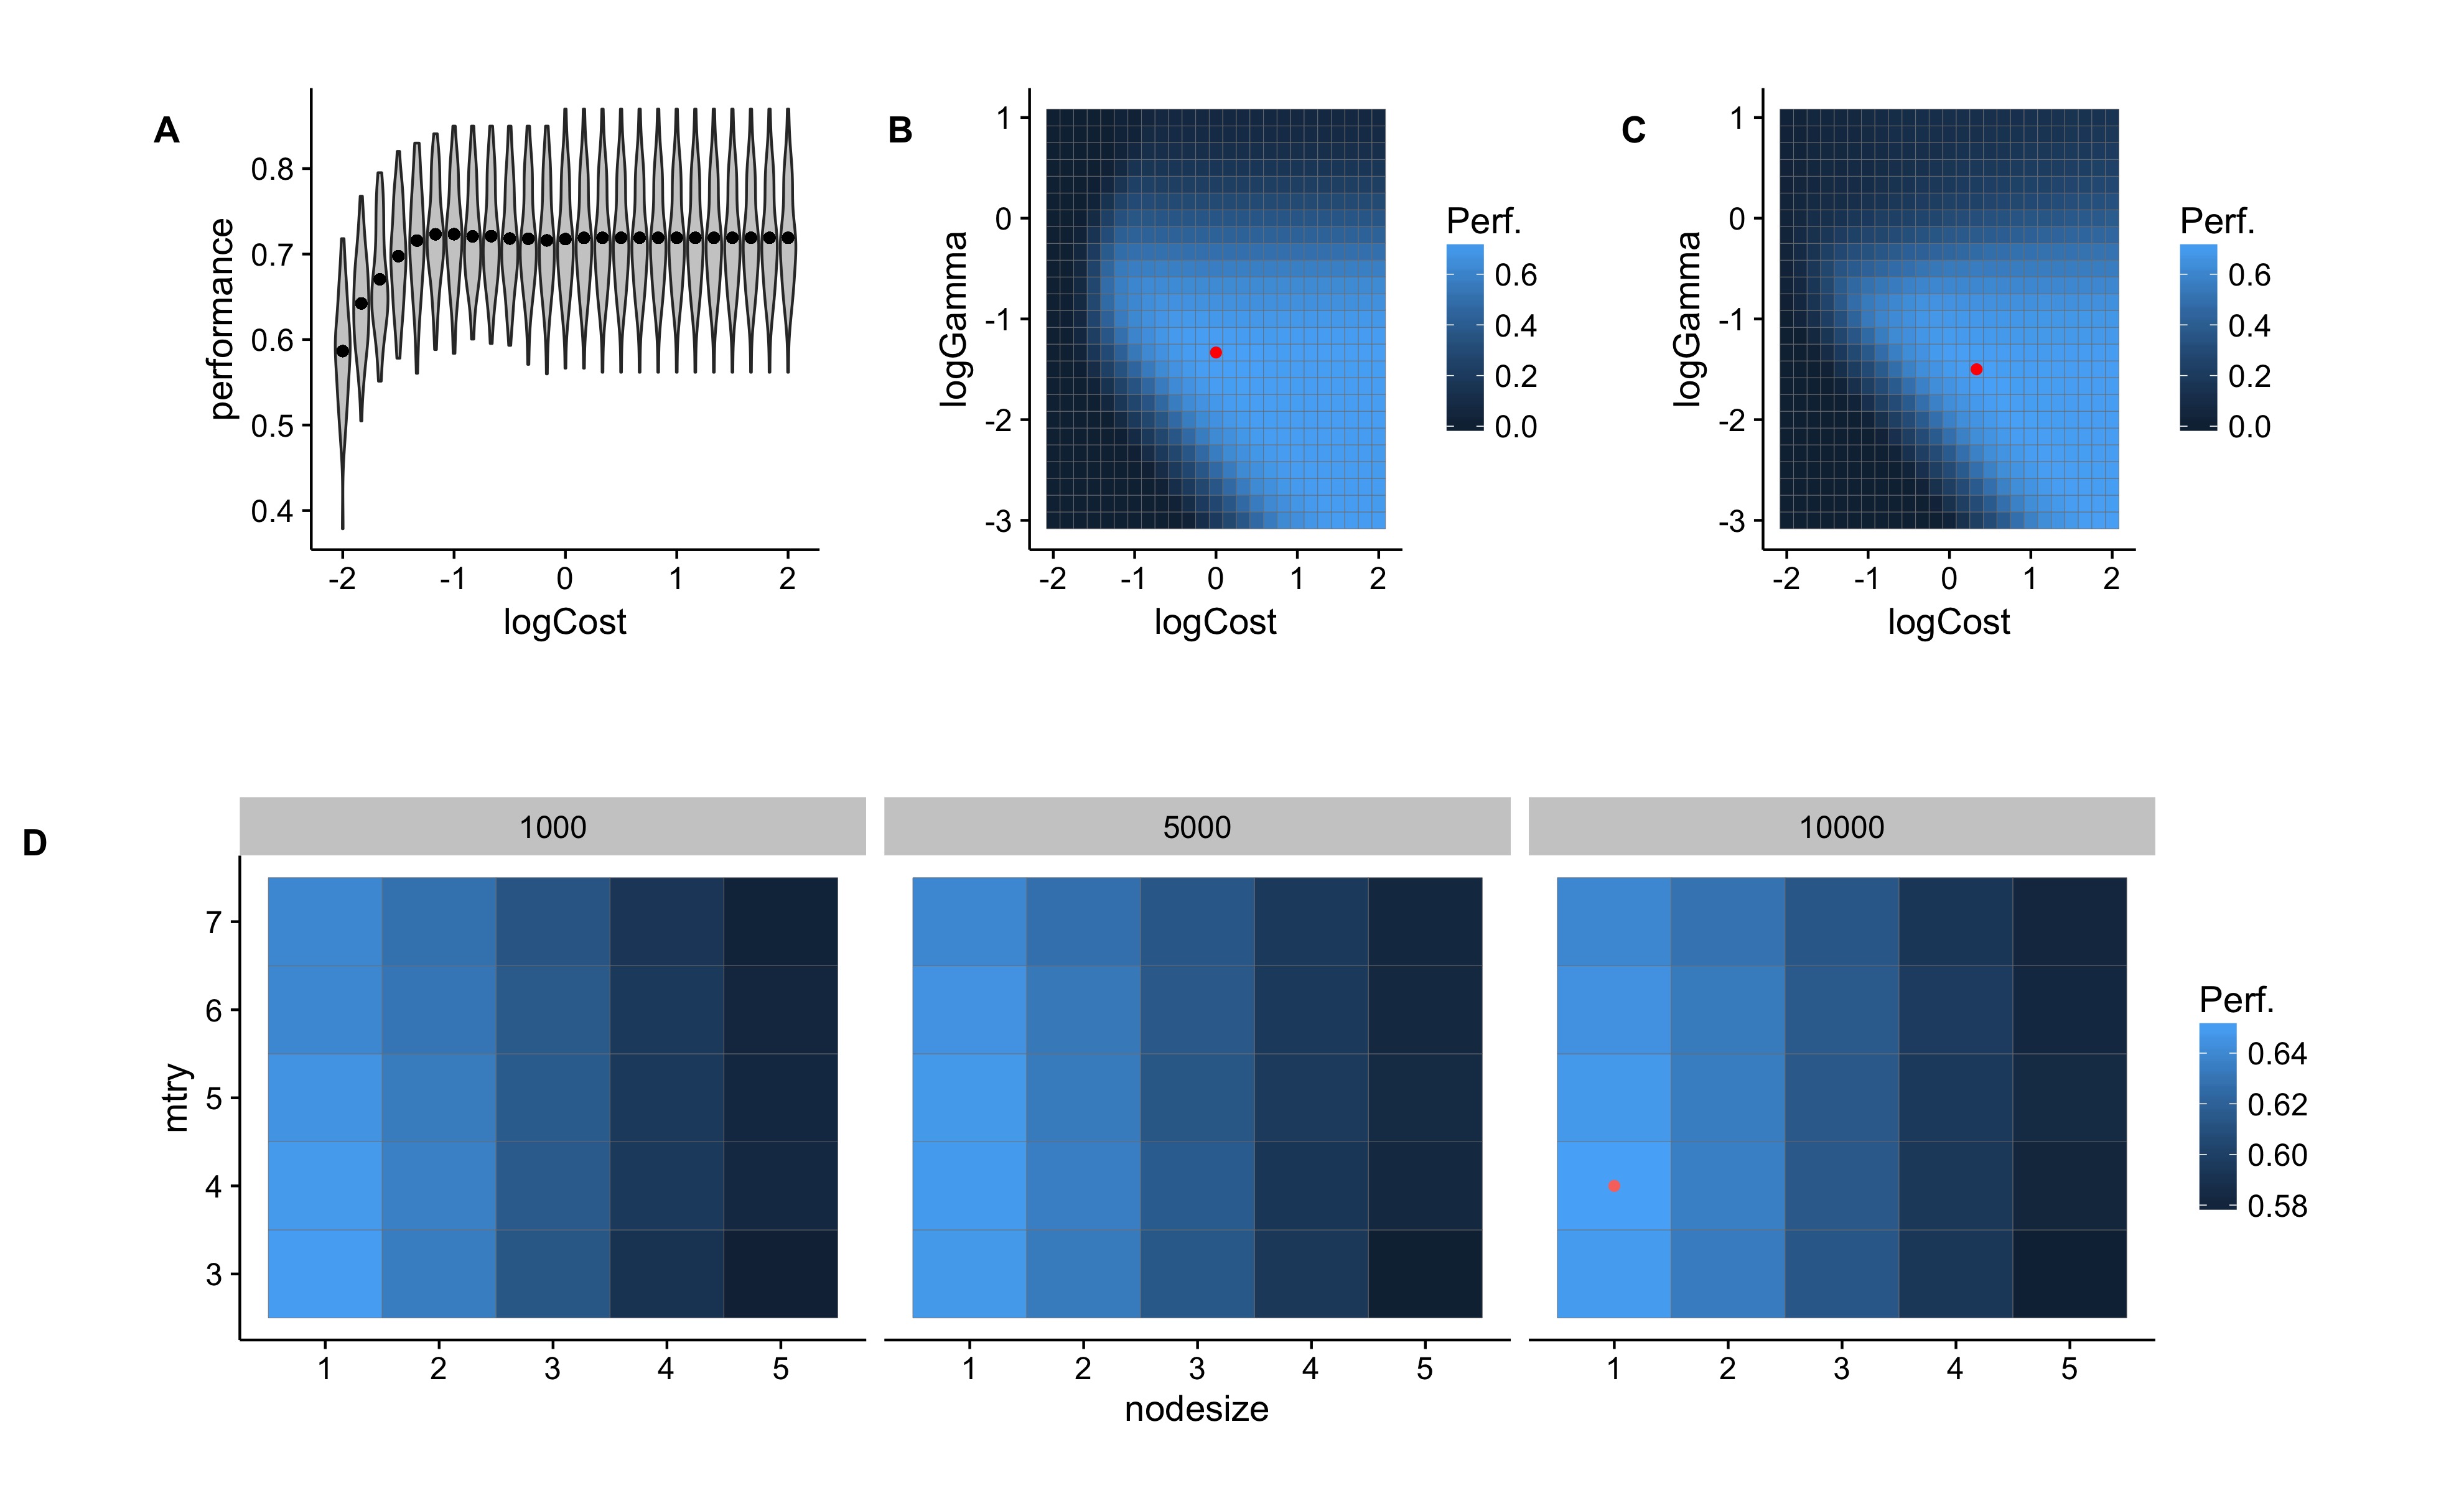 A
performance
0.8
0.7
0.6
0.5
0.4
-2 -1 0 1 2
logCost
B
logGamma
1
0
-1
-2
-3
-2 -1 0 1 2
logCost
Perf.
0.6
0.4
0.2
0.0
C
logGamma
1
0
-1
-2
-3
-2 -1 0 1 2
logCost
Perf.
0.6
0.4
0.2
0.0
D
1000 5000 10000
mtry
7
6
5
4
3
1 2 3 4 5 1 2 3 4 5 1 2 3 4 5
nodesize
Perf.
0.64
0.62
0.60
0.58